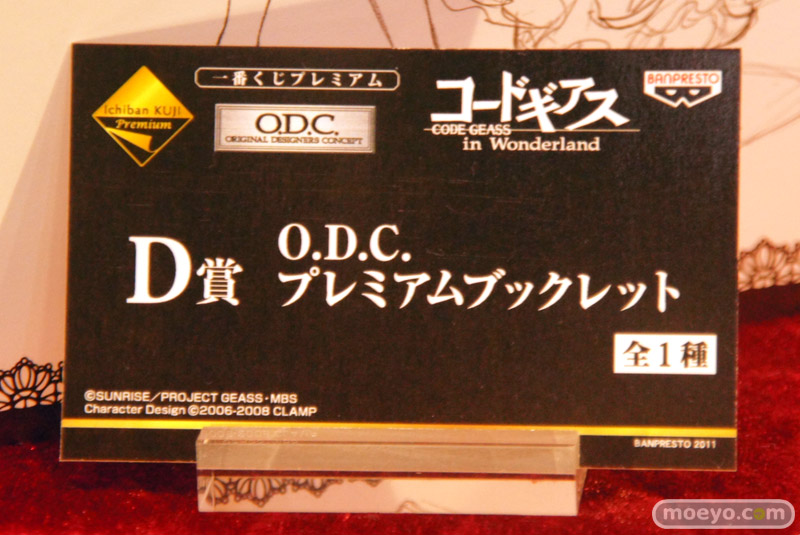 Ichiban KUJI
Premium
一番くじプレミアム
O.D.C.
ORIGINAL DESIGNERS CONCEPT
コードギアス
CODE GEASS
in Wonderland
BANPRESTO
D賞
O.D.C.
プレミアムブックレット
全1種
©SUNRISE/PROJECT GEASS・MBS
Character Design ©2006-2008 CLAMP
BANPRESTO 2011
moeyo.com